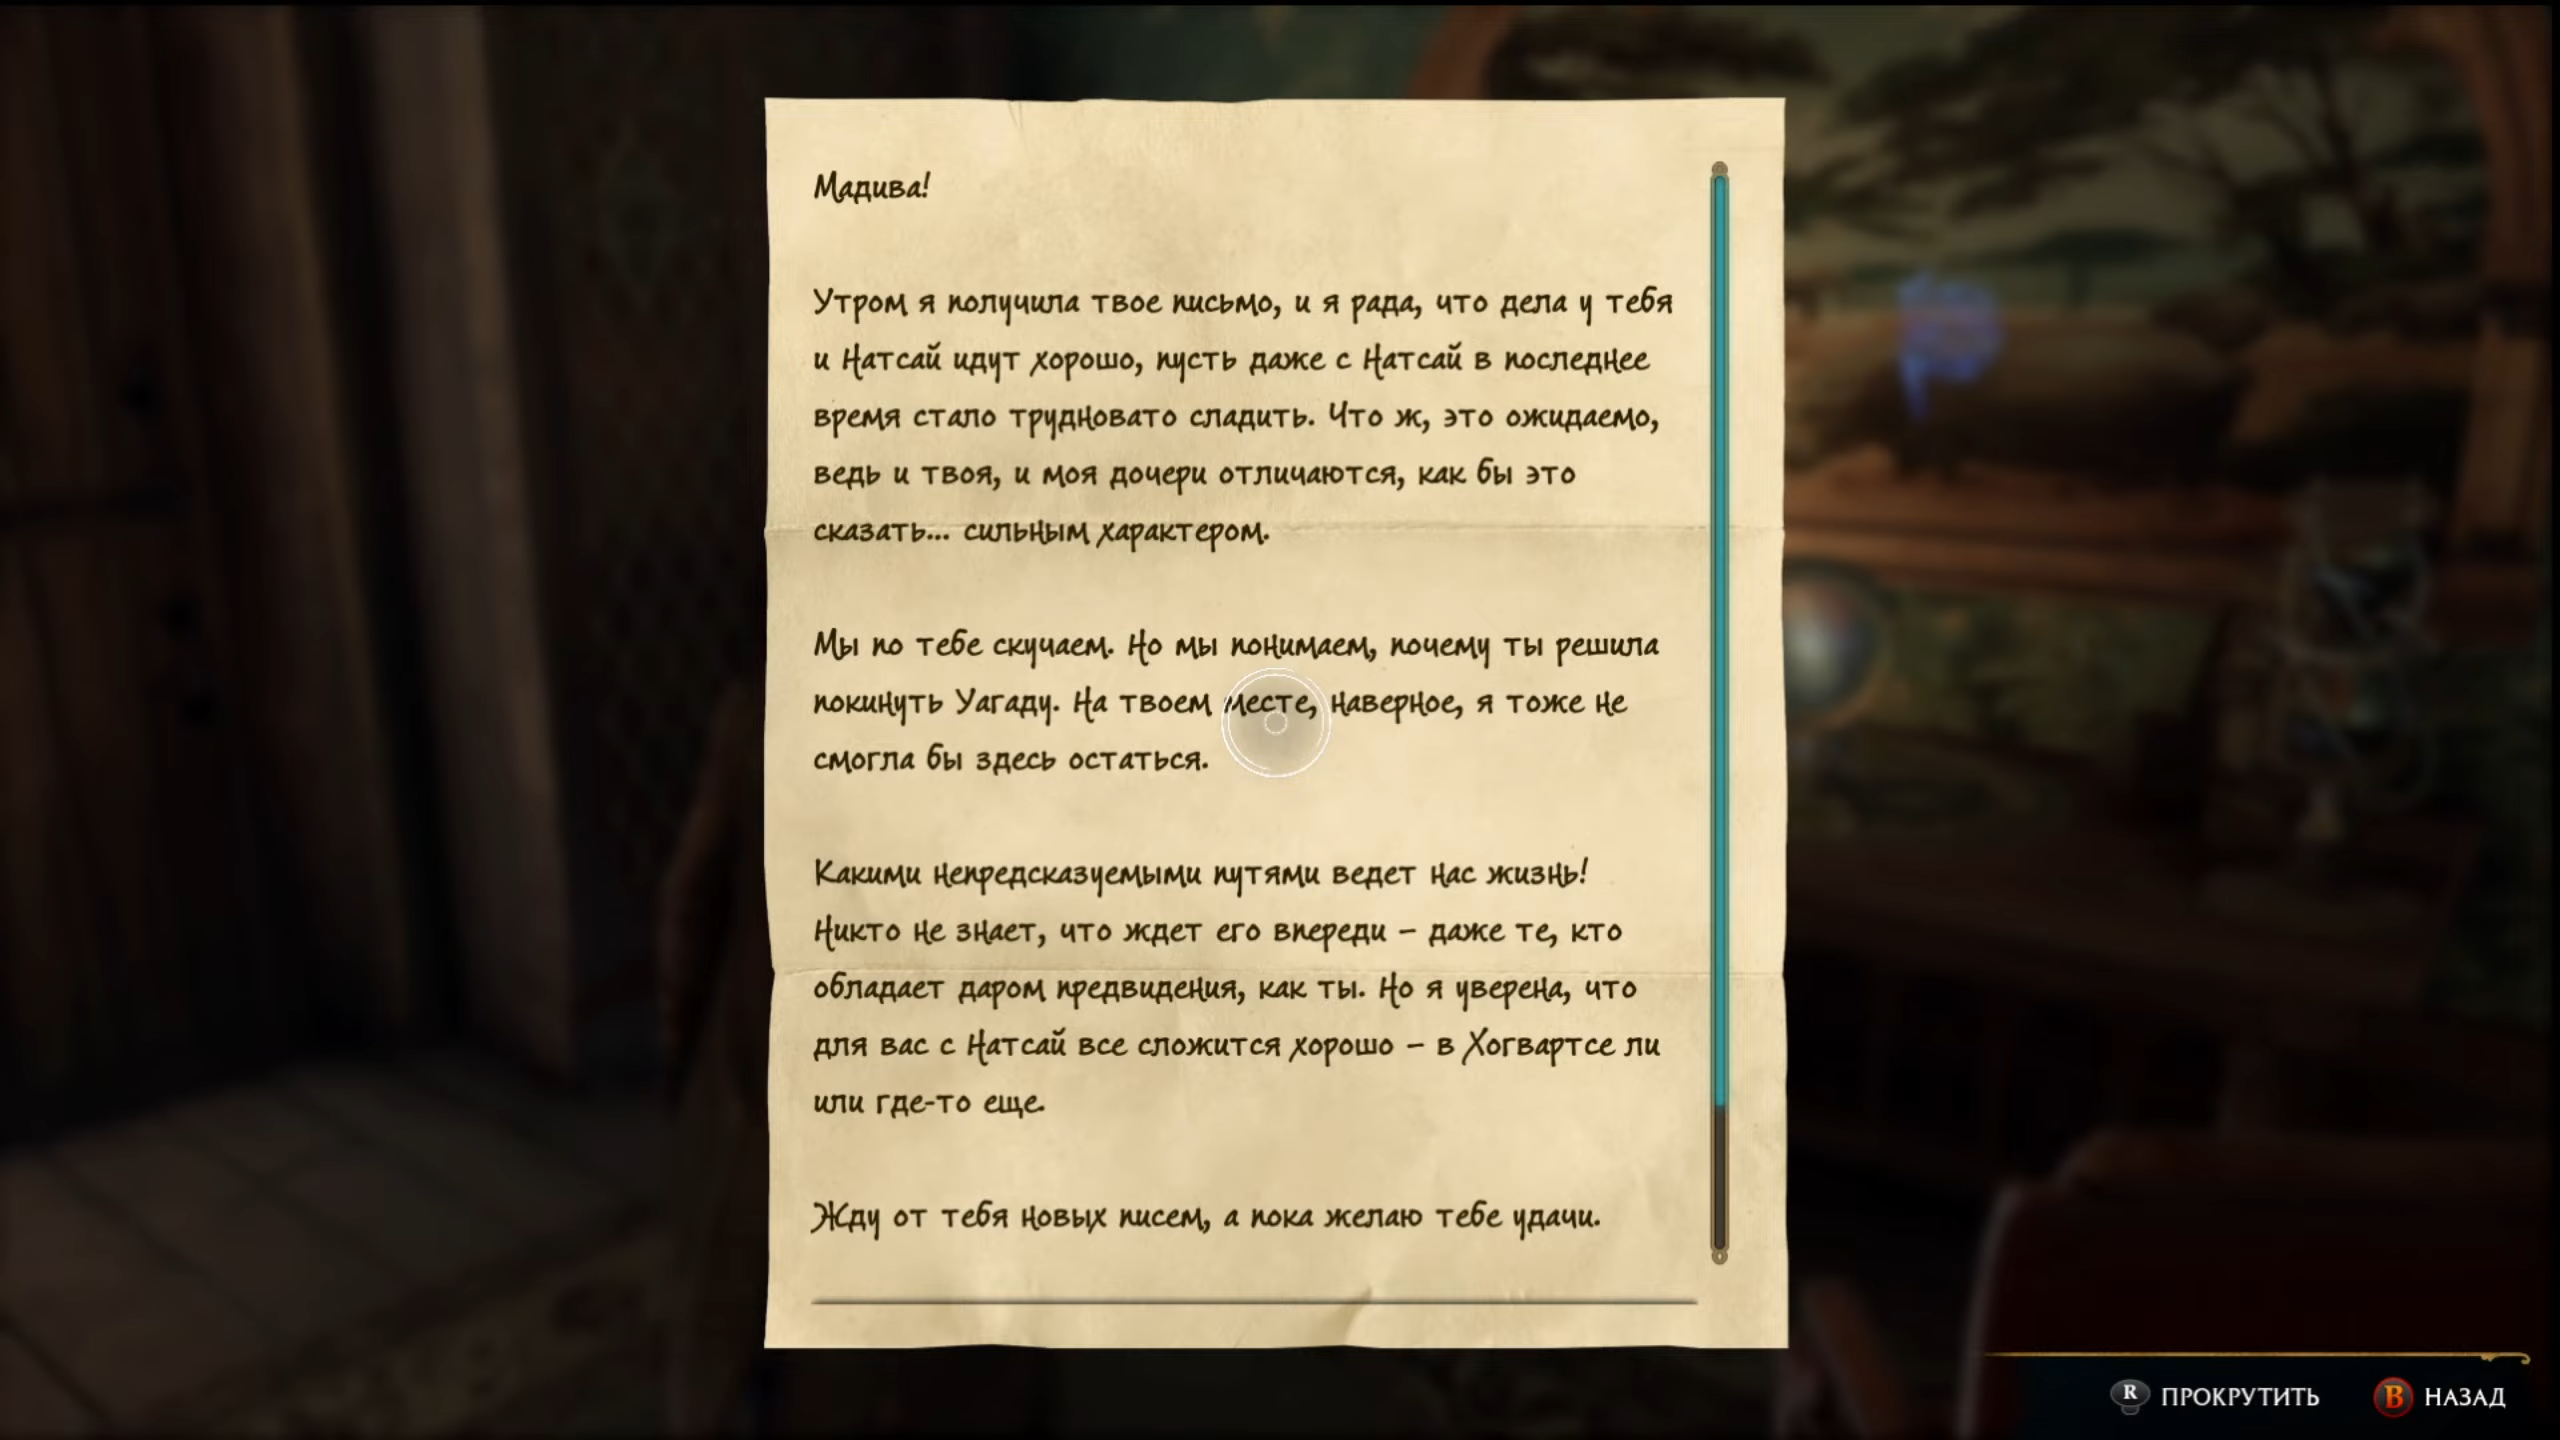 Мадива!
Утром я получила твое письмо, и я рада, что дела у тебя
и Натсай идут хорошо, пусть даже с Натсай в последнее
время стало трудновато сладить. Что ж, это ожидаемо,
ведь и твоя, и моя дочери отличаются, как бы это
сказать... сильным характером.
Мы по тебе скучаем. Но мы понимаем, почему ты решила
покинуть Уагаду. На твоем месте, наверное, я тоже не
смогла бы здесь остаться.
Какими непредсказуемыми путями ведет нас жизнь!
Никто не знает, что ждет его впереди – даже те, кто
обладает даром предвидения, как ты. Но я уверена, что
для вас с Натсай все сложится хорошо – в Хогвартсе ли
или где-то еще.
Жду от тебя новых писем, а пока желаю тебе удачи.
R ПРОКРУТИТЬ B НАЗАД